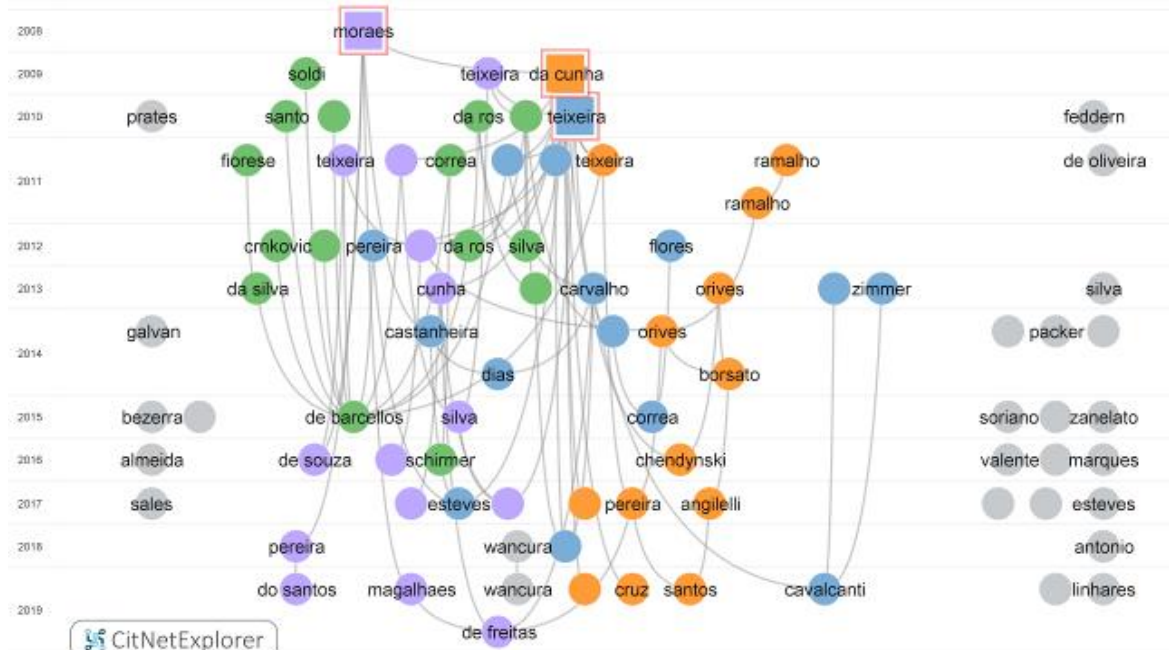 2008 moraes
2009 soldi teixeira da cunha
2010 prates santo da ros teixeira feddern
fiorese teixeira correa teixeira ramalho de oliveira
2011
ramalho
2012 crnkovic pereira da ros silva flores
2013 da silva cunha carvalho orives zimmer silva
galvan castanheira orives packer
2014
dias borsato
2015 bezerra de barcellos silva correa soriano zanelato
2016 almeida de souza schirmer chendynski valente marques
2017 sales esteves pereira angilelli esteves
2018 pereira wancura antonio
do santos magalhaes wancura cruz santos cavalcanti linhares
2019
de freitas
CitNetExplorer